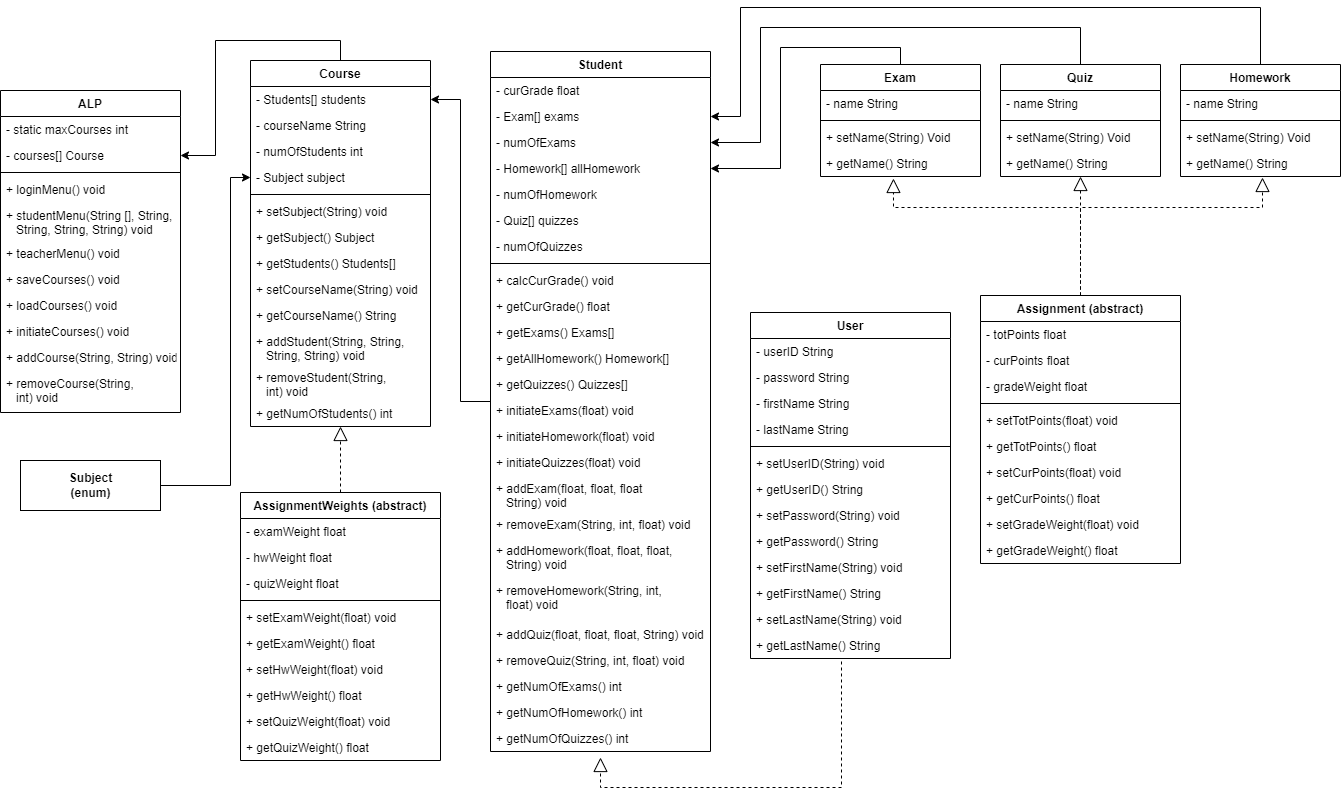 ALP
- static maxCourses int
- courses[] Course
+ loginMenu() void
+ studentMenu(String [], String,
String, String, String) void
+ teacherMenu() void
+ saveCourses() void
+ loadCourses() void
+ initiateCourses() void
+ addCourse(String, String) void
+ removeCourse(String,
int) void
Subject
(enum)
Course
- Students[] students
- courseName String
- numOfStudents int
- Subject subject
+ setSubject(String) void
+ getSubject() Subject
+ getStudents() Students[]
+ setCourseName(String) void
+ getCourseName() String
+ addStudent(String, String,
String, String) void
+ removeStudent(String,
int) void
+ getNumOfStudents() int
AssignmentWeights (abstract)
- examWeight float
- hwWeight float
- quizWeight float
+ setExamWeight(float) void
+ getExamWeight() float
+ setHwWeight(float) void
+ getHwWeight() float
+ setQuizWeight(float) void
+ getQuizWeight() float
Student
- curGrade float
- Exam[] exams
- numOfExams
- Homework[] allHomework
- numOfHomework
- Quiz[] quizzes
- numOfQuizzes
+ calcCurGrade() void
+ getCurGrade() float
+ getExams() Exams[]
+ getAllHomework() Homework[]
+ getQuizzes() Quizzes[]
+ initiateExams(float) void
+ initiateHomework(float) void
+ initiateQuizzes(float) void
+ addExam(float, float, float
String) void
+ removeExam(String, int, float) void
+ addHomework(float, float, float,
String) void
+ removeHomework(String, int,
float) void
+ addQuiz(float, float, float, String) void
+ removeQuiz(String, int, float) void
+ getNumOfExams() int
+ getNumOfHomework() int
+ getNumOfQuizzes() int
User
- userID String
- password String
- firstName String
- lastName String
+ setUserID(String) void
+ getUserID() String
+ setPassword(String) void
+ getPassword() String
+ setFirstName(String) void
+ getFirstName() String
+ setLastName(String) void
+ getLastName() String
Exam
- name String
+ setName(String) Void
+ getName() String
Quiz
- name String
+ setName(String) Void
+ getName() String
Homework
- name String
+ setName(String) Void
+ getName() String
Assignment (abstract)
- totPoints float
- curPoints float
- gradeWeight float
+ setTotPoints(float) void
+ getTotPoints() float
+ setCurPoints(float) void
+ getCurPoints() float
+ setGradeWeight(float) void
+ getGradeWeight() float